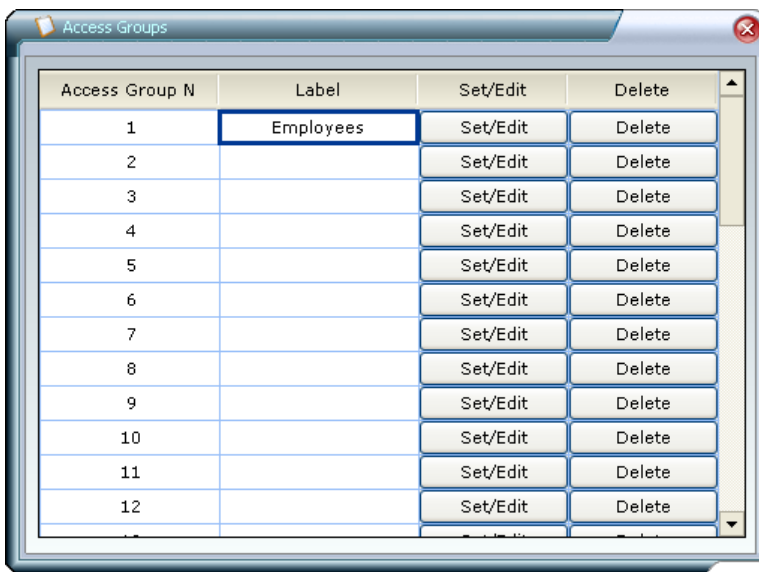 Access Groups
Access Group N Label Set/Edit Delete
1 Employees Set/Edit Delete
2 Set/Edit Delete
3 Set/Edit Delete
4 Set/Edit Delete
5 Set/Edit Delete
6 Set/Edit Delete
7 Set/Edit Delete
8 Set/Edit Delete
9 Set/Edit Delete
10 Set/Edit Delete
11 Set/Edit Delete
12 Set/Edit Delete